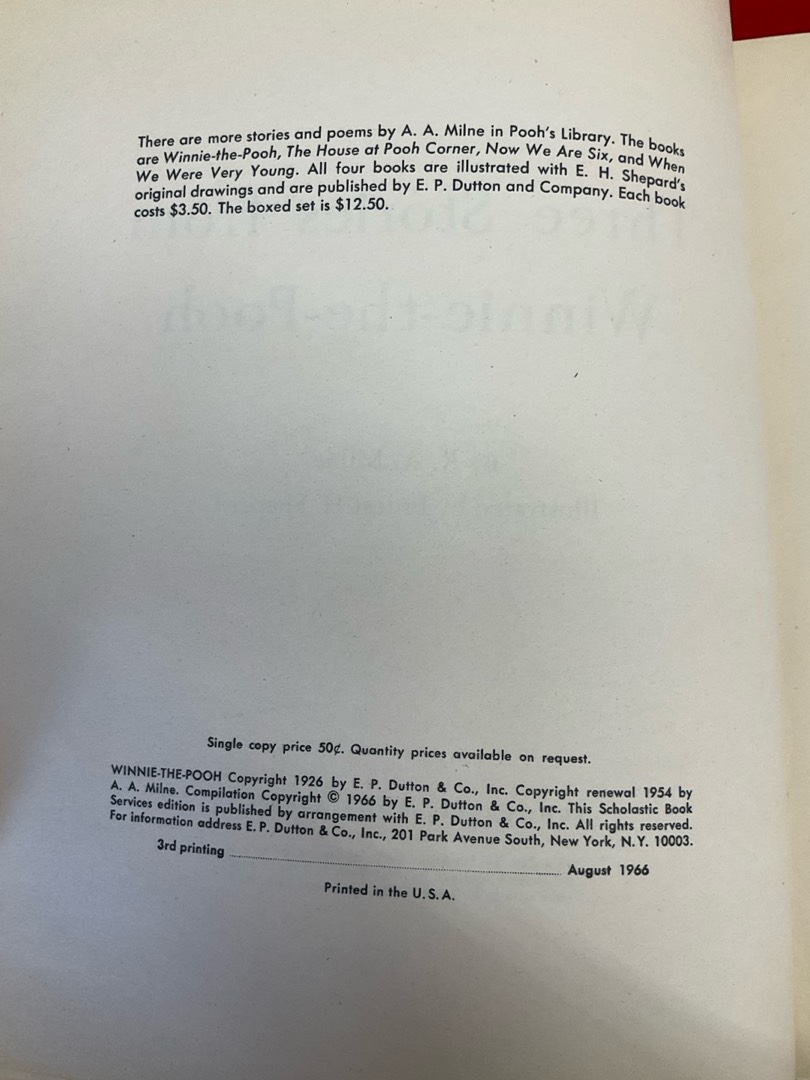 There are more stories and poems by A. A. Milne in Pooh's Library. The books
are Winnie-the-Pooh, The House at Pooh Corner, Now We Are Six, and When
We Were Very Young. All four books are illustrated with E. H. Shepard's
original drawings and are published by E. P. Dutton and Company. Each book
costs $3.50. The boxed set is $12.50.
Three Stories from
Winnie-the-Pooh
Single copy price 50¢. Quantity prices available on request.
WINNIE-THE-POOH Copyright 1926 by E. P. Dutton & Co., Inc. Copyright renewal 1954 by
A. A. Milne. Compilation Copyright © 1966 by E. P. Dutton & Co., Inc. This Scholastic Book
Services edition is published by arrangement with E. P. Dutton & Co., Inc. All rights reserved.
For information address E. P. Dutton & Co., Inc., 201 Park Avenue South, New York, N.Y. 10003.
3rd printing ........ August 1966
Printed in the U.S.A.